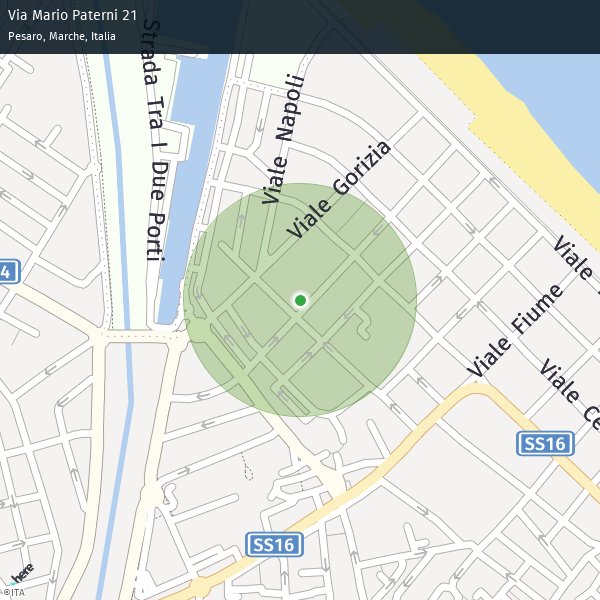 Via Mario Paterni 21
Pesaro, Marche, Italia
Strada Tra I Due Porti
Viale Napoli
Viale Gorizia
4
Viale
Viale Fiume
Viale Ce
SS16
SS16
here
©ITA